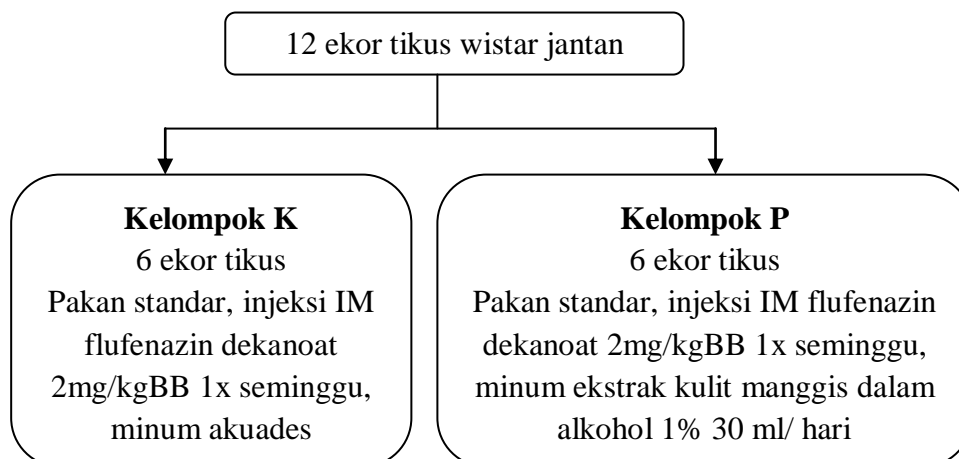 12 ekor tikus wistar jantan
Kelompok K
6 ekor tikus
Pakan standar, injeksi IM
flufenazin dekanoat
2mg/kgBB 1x seminggu,
minum akuades
Kelompok P
6 ekor tikus
Pakan standar, injeksi IM flufenazin
dekanoat 2mg/kgBB 1x seminggu,
minum ekstrak kulit manggis dalam
alkohol 1% 30 ml/ hari